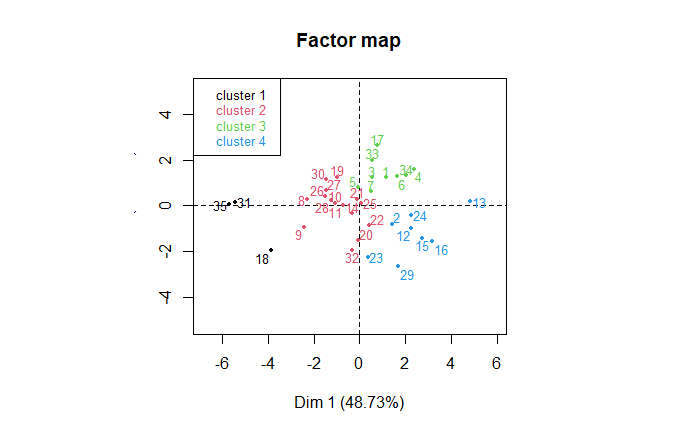 Factor map
cluster 1
cluster 2
cluster 3
cluster 4
17
33
30 19
3 1 34 4
5 27 7 6
26 10 21
8 13
35 31 28 11 14 25
2 24
22
9 20 12
15 16
18 32 23
29
4
2
0
-2
-4
-6 -4 -2 0 2 4 6
Dim 1 (48.73%)